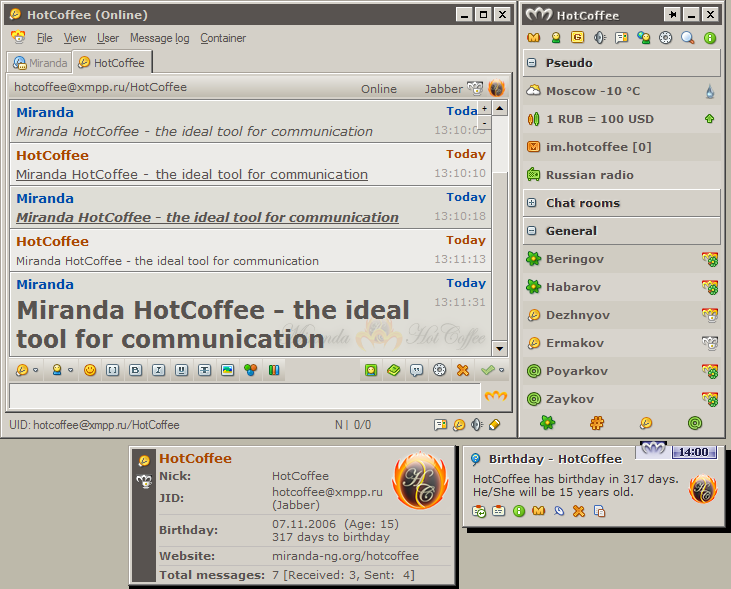 HotCoffee (Online)
File View User Message log Container
Miranda HotCoffee
hotcoffee@xmpp.ru/HotCoffee Online Jabber
Miranda Today
Miranda HotCoffee - the ideal tool for communication 13:10:03
HotCoffee Today
Miranda HotCoffee - the ideal tool for communication 13:10:10
Miranda Today
Miranda HotCoffee - the ideal tool for communication 13:10:18
HotCoffee Today
Miranda HotCoffee - the ideal tool for communication 13:11:13
Miranda Today
Miranda HotCoffee - the ideal 13:11:31
tool for communication
Miranda HotCoffee
UID: hotcoffee@xmpp.ru/HotCoffee N | 0/0
HotCoffee
Pseudo
Moscow -10 °C
1 RUB = 100 USD
im.hotcoffee [0]
Russian radio
Chat rooms
General
Beringov
Habarov
Dezhnyov
Ermakov
Poyarkov
Zaykov
HotCoffee
Nick: HotCoffee
JID: hotcoffee@xmpp.ru
(Jabber)
Birthday: 07.11.2006 (Age: 15)
317 days to birthday
Website: miranda-ng.org/hotcoffee
Total messages: 7 [Received: 3, Sent: 4]
14:00
Birthday - HotCoffee
HotCoffee has birthday in 317 days.
He/She will be 15 years old.